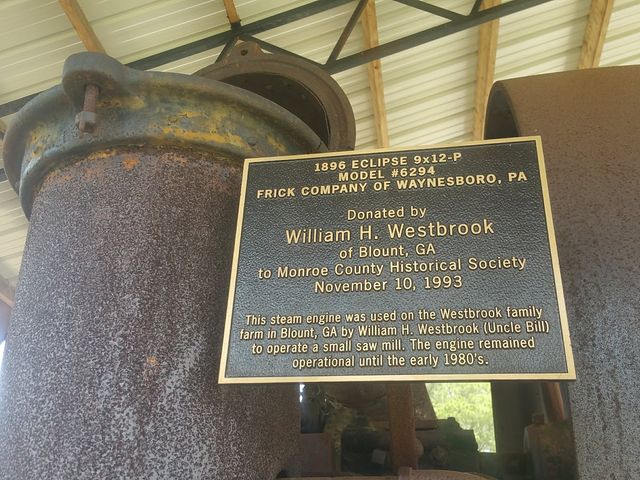 1896 ECLIPSE 9x12-P
MODEL #6294
FRICK COMPANY OF WAYNESBORO, PA
Donated by
William H. Westbrook
of Blount, GA
to Monroe County Historical Society
November 10, 1993
This steam engine was used on the Westbrook family
farm in Blount, GA by William H. Westbrook (Uncle Bill)
to operate a small saw mill. The engine remained
operational until the early 1980's.